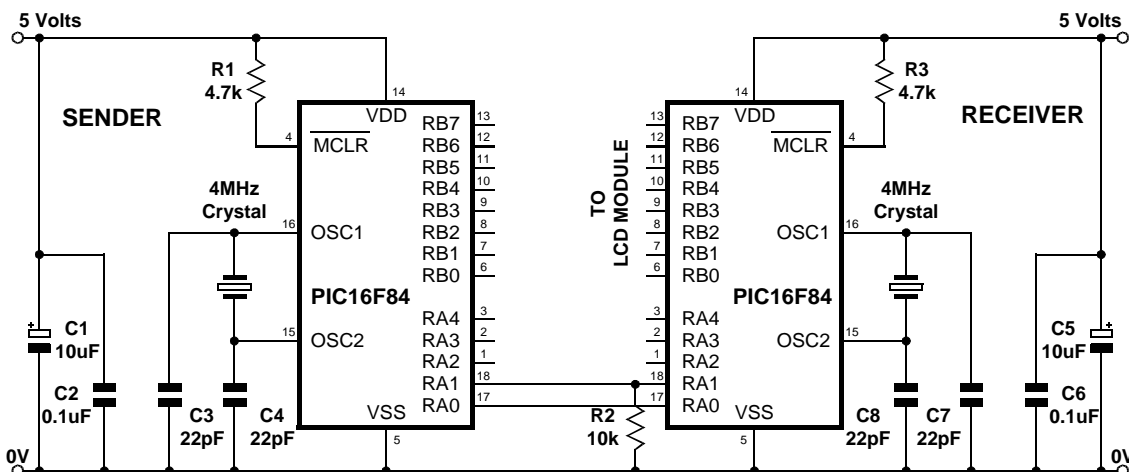 5 Volts
5 Volts
SENDER
R1
4.7k
14
VDD
4
MCLR
4MHz
Crystal
16
OSC1
PIC16F84
15
OSC2
VSS
5
RB7
13
RB6
12
RB5
11
RB4
10
RB3
9
RB2
8
RB1
7
RB0
6
RA4
3
RA3
2
RA2
1
RA1
18
RA0
17
+
C1
10uF
C2
0.1uF
C3
22pF
C4
22pF
0V
R2
10k
TO
LCD MODULE
13
RB7
12
RB6
11
RB5
10
RB4
9
RB3
8
RB2
7
RB1
6
RB0
3
RA4
2
RA3
1
RA2
18
RA1
17
RA0
14
VDD
R3
4.7k
RECEIVER
MCLR
4
4MHz
Crystal
OSC1
16
PIC16F84
OSC2
15
VSS
5
C8
22pF
C7
22pF
C5
10uF
+
C6
0.1uF
0V